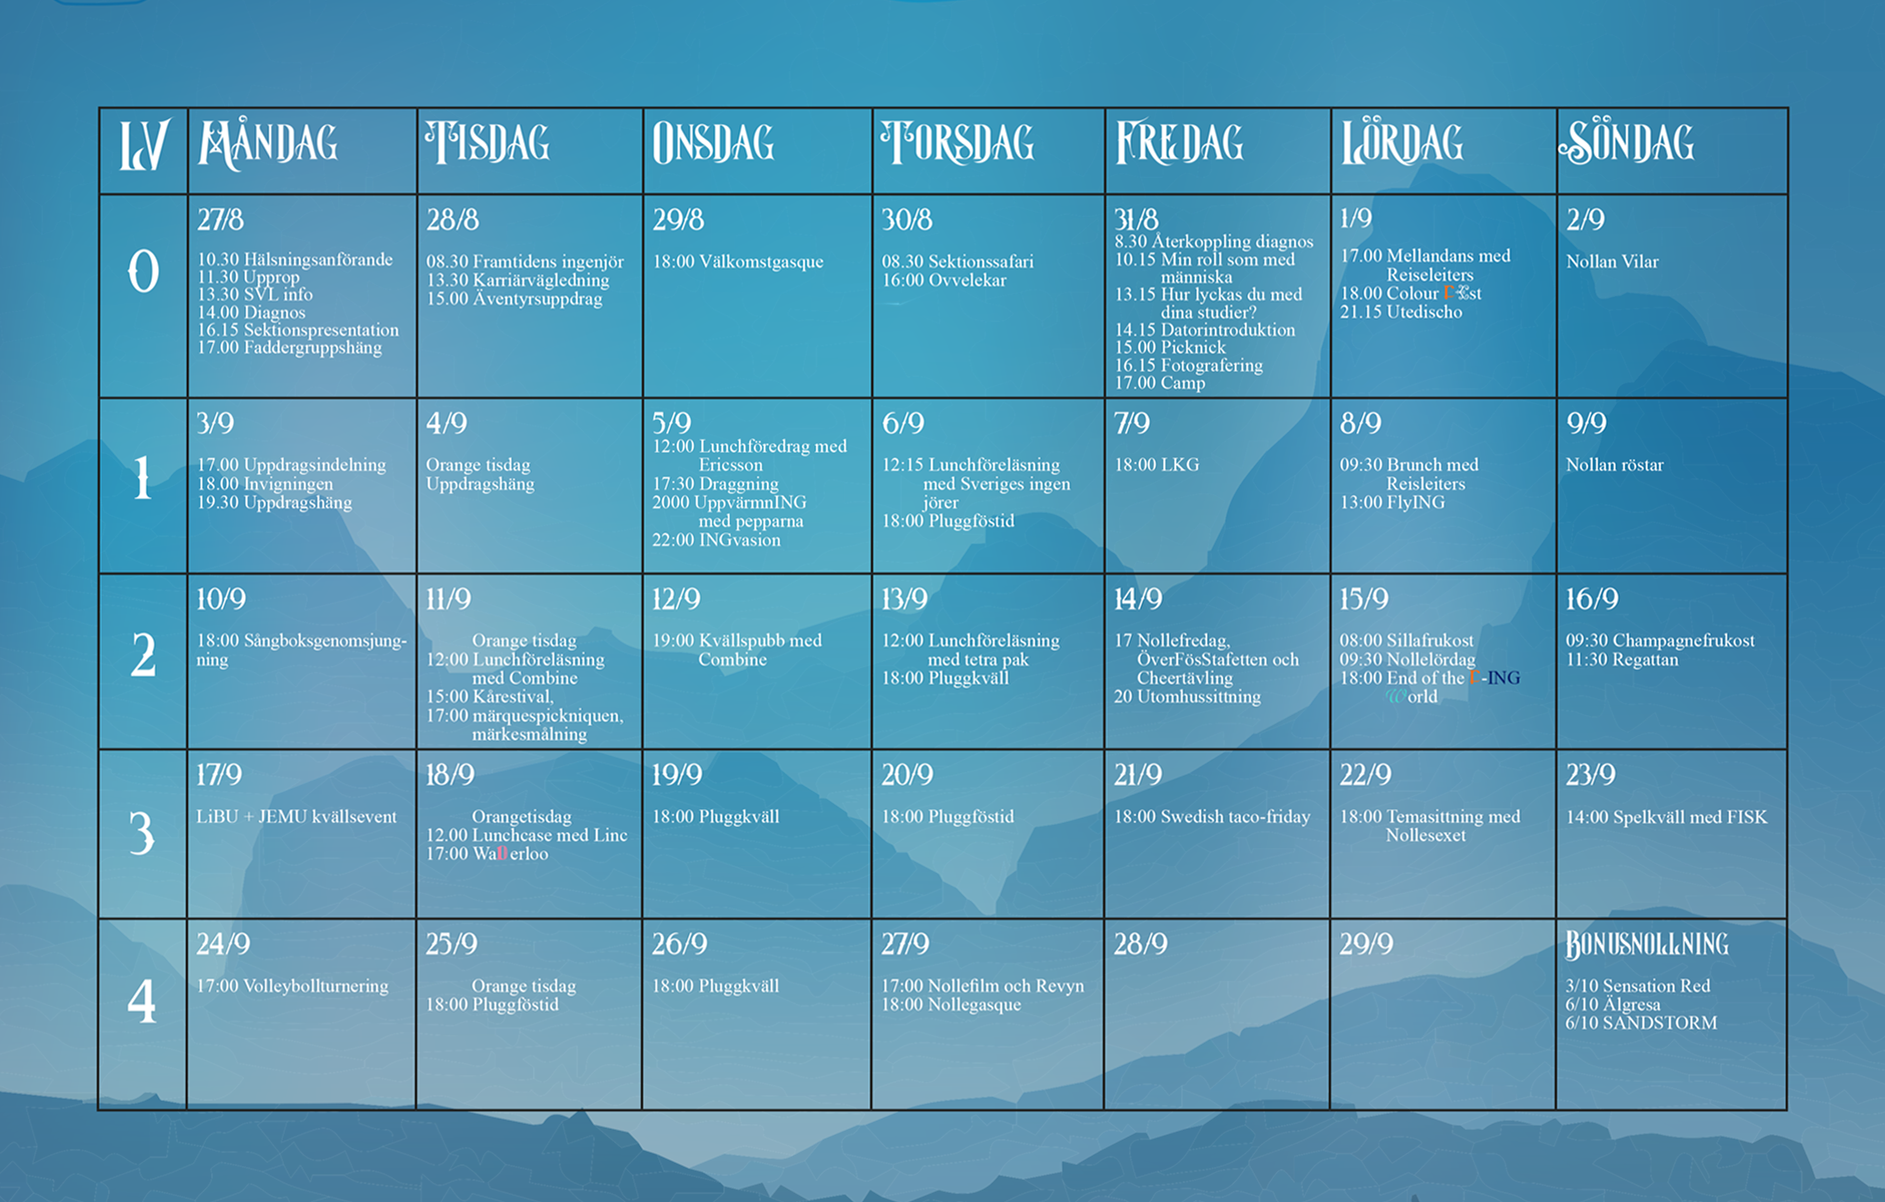 LV MÅNDAG TISDAG ONSDAG TORSDAG FREDAG LÖRDAG SÖNDAG
0
27/8
10.30 Hälsningsanförande
11.30 Upprop
13.30 SVL info
14.00 Diagnos
16.15 Sektionspresentation
17.00 Faddergruppshäng
28/8
08.30 Framtidens ingenjör
13.30 Karriärvägledning
15.00 Äventyrsuppdrag
29/8
18:00 Välkomstgasque
30/8
08.30 Sektionssafari
16:00 Ovvelekar
31/8
8.30 Återkoppling diagnos
10.15 Min roll som med
människa
13.15 Hur lyckas du med
dina studier?
14.15 Datorintroduktion
15.00 Picknick
16.15 Fotografering
17.00 Camp
1/9
17.00 Mellandans med
Reiseleiters
18.00 Colour
21.15 Utedischo
2/9
Nollan Vilar
1
3/9
17.00 Uppdragsindelning
18.00 Invigningen
19.30 Uppdragshäng
4/9
Orange tisdag
Uppdragshäng
5/9
12:00 Lunchföredrag med
Ericsson
17:30 Draggning
2000 UppvärmnING
med pepparna
22:00 INGvasion
6/9
12:15 Lunchföreläsning
med Sveriges ingen
jörer
18:00 Pluggföstid
7/9
18:00 LKG
8/9
09:30 Brunch med
Reisleiters
13:00 FlyING
9/9
Nollan röstar
2
10/9
18:00 Sångboksgenomsjung-
ning
11/9
Orange tisdag
12:00 Lunchföreläsning
med Combine
15:00 Kårestival,
17:00 märquespickniquen,
märkesmålning
12/9
19:00 Kvällspubb med
Combine
13/9
12:00 Lunchföreläsning
med tetra pak
18:00 Pluggkväll
14/9
17 Nollefredag,
ÖverFösStafetten och
Cheertävling
20 Utomhussittning
15/9
08:00 Sillafrukost
09:30 Nollelördag
18:00 End of the F-ING
World
16/9
09:30 Champagnefrukost
11:30 Regattan
3
17/9
LiBU + JEMU kvällsevent
18/9
Orangetisdag
12.00 Lunchcase med Linc
17:00 WaDerloo
19/9
18:00 Pluggkväll
20/9
18:00 Pluggföstid
21/9
18:00 Swedish taco-friday
22/9
18:00 Temasittning med
Nollesexet
23/9
14:00 Spelkväll med FISK
4
24/9
17:00 Volleybollturnering
25/9
Orange tisdag
18:00 Pluggföstid
26/9
18:00 Pluggkväll
27/9
17:00 Nollefilm och Revyn
18:00 Nollegasque
28/9
29/9
BONUSNOLLNING
3/10 Sensation Red
6/10 Älgresa
6/10 SANDSTORM